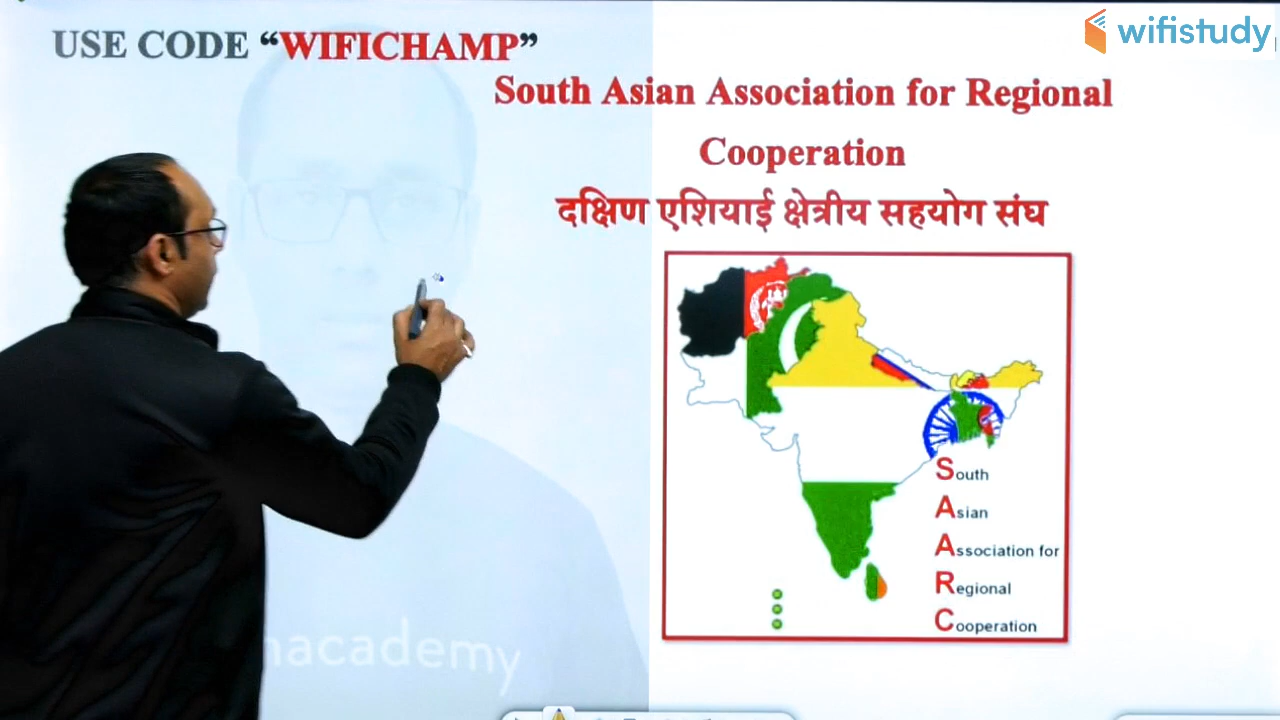 USE CODE “WIFICHAMP”
wifistudy
South Asian Association for Regional
Cooperation
दक्षिण एशियाई क्षेत्रीय सहयोग संघ
South
Asian
Association for
Regional
Cooperation
nacademy